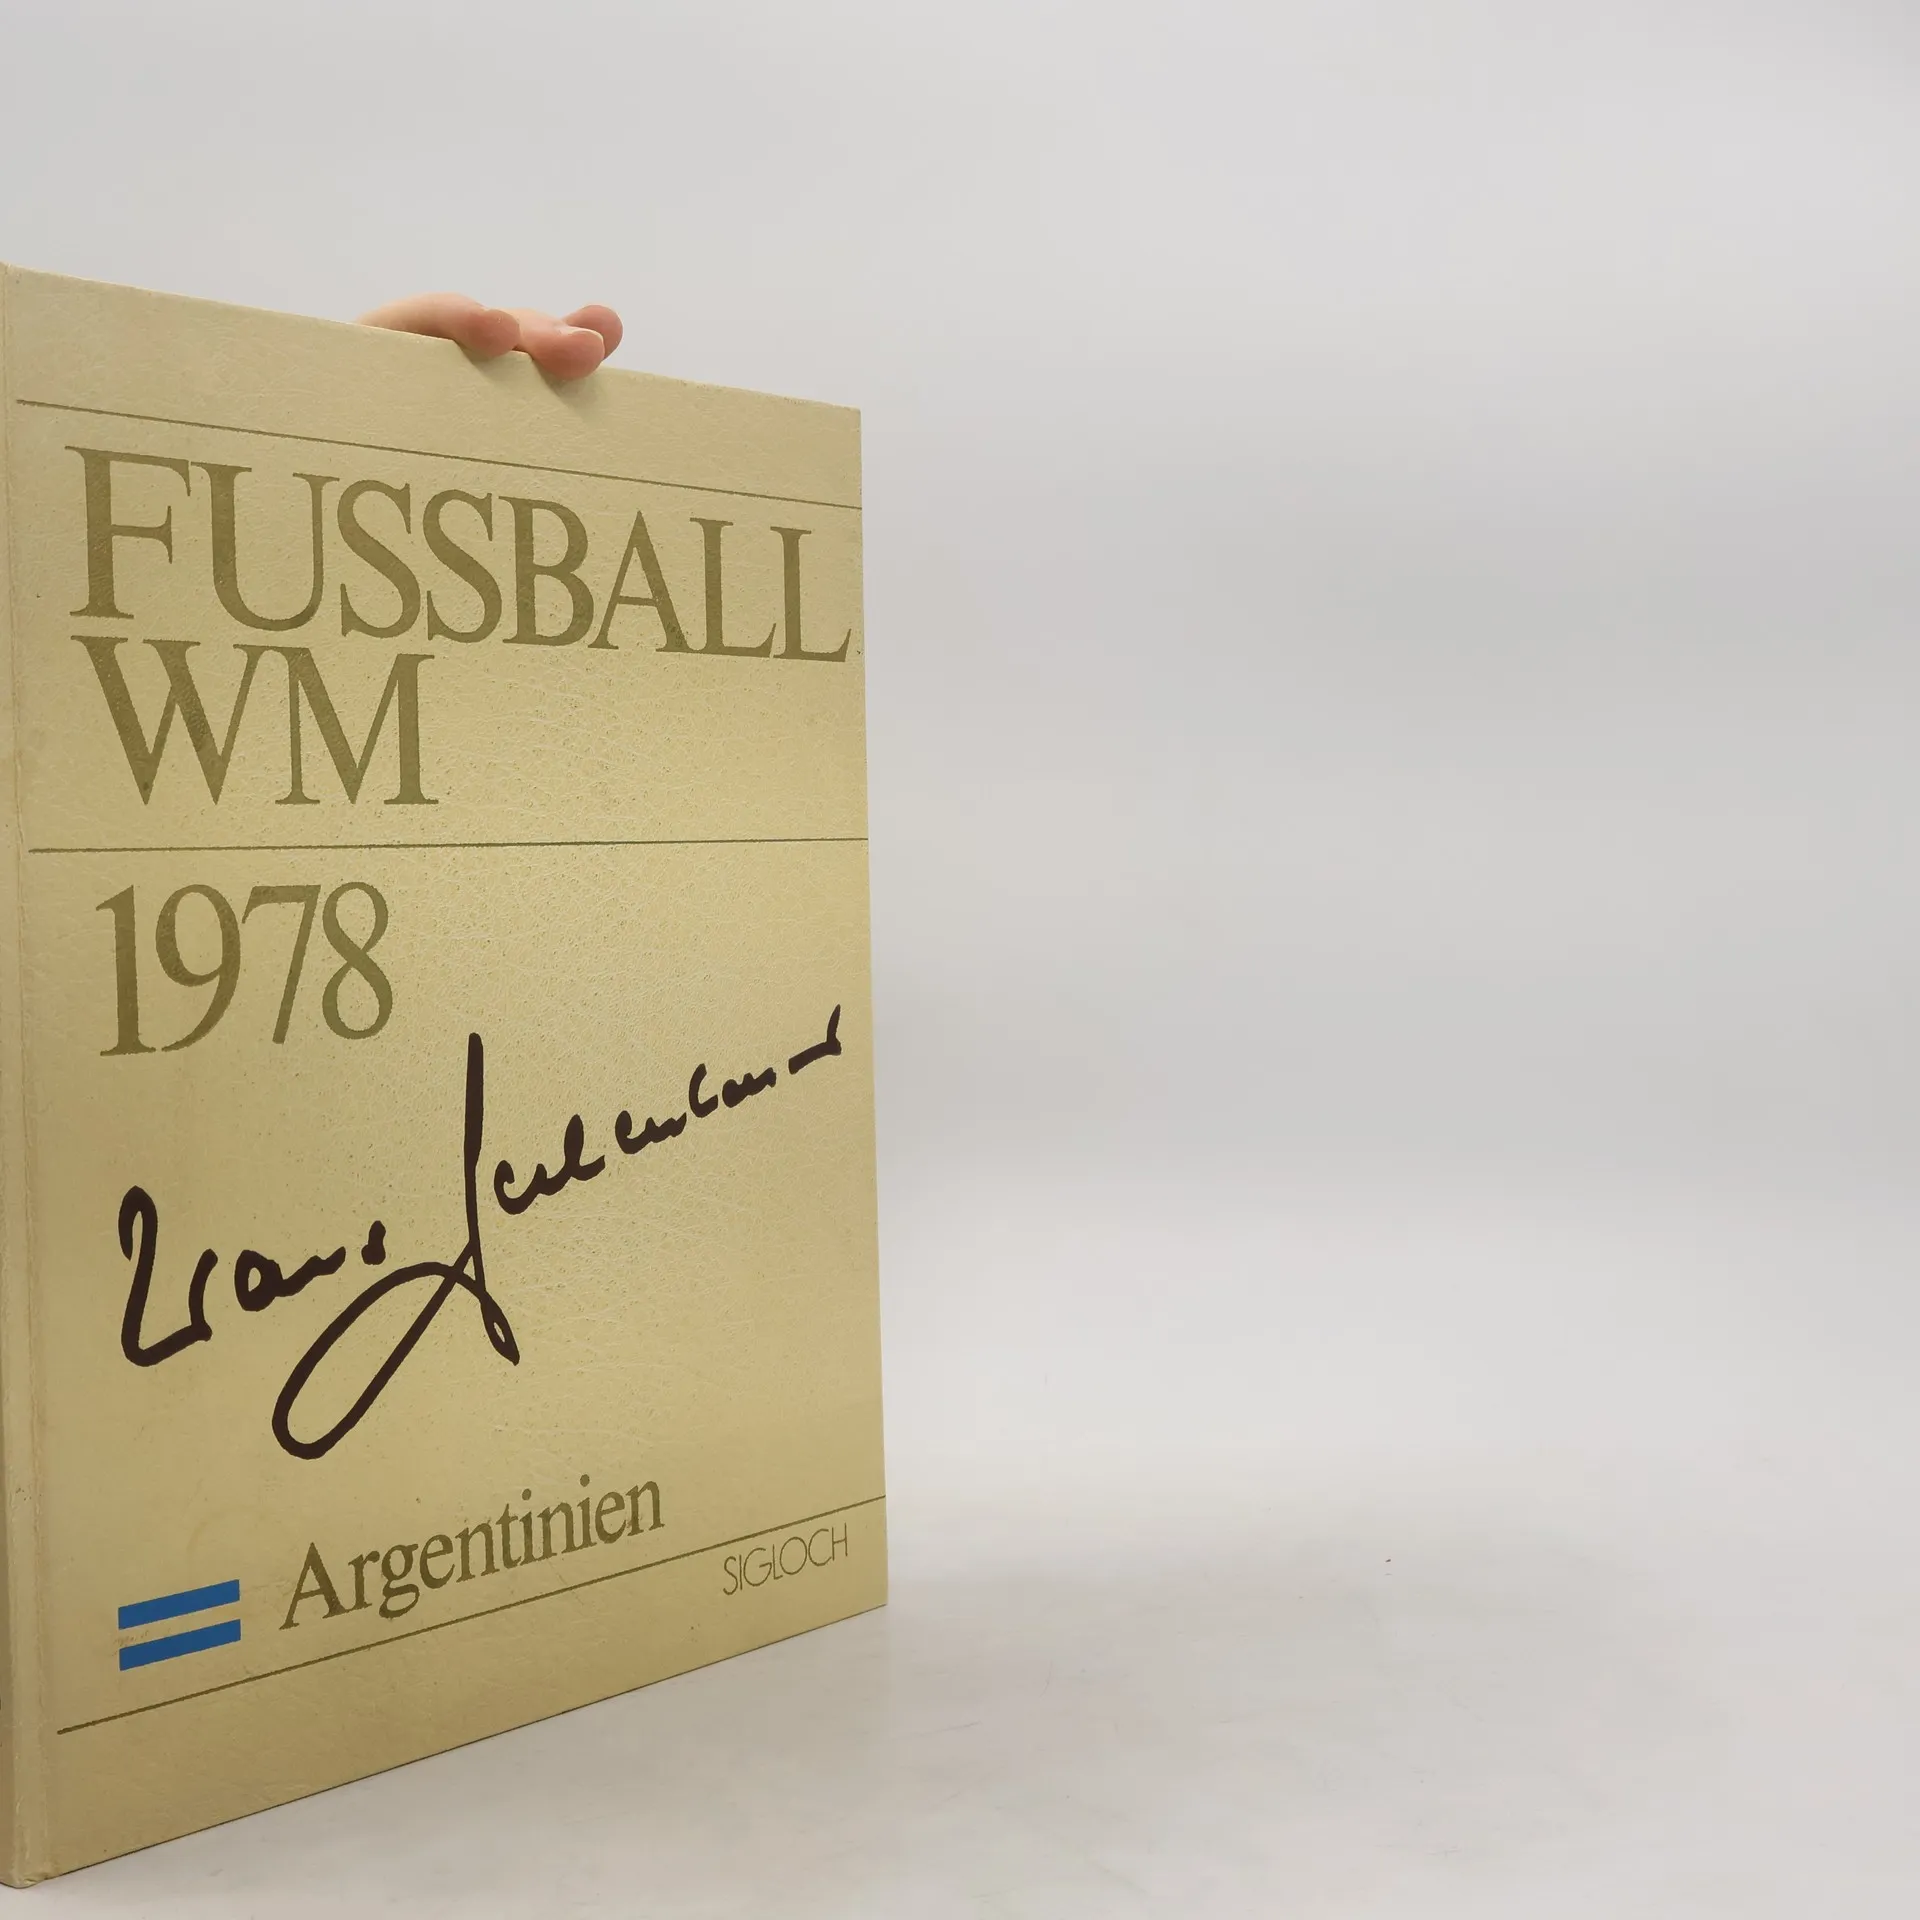 FUSSBALL
WM
1978
Argentinien
SIGLOCH